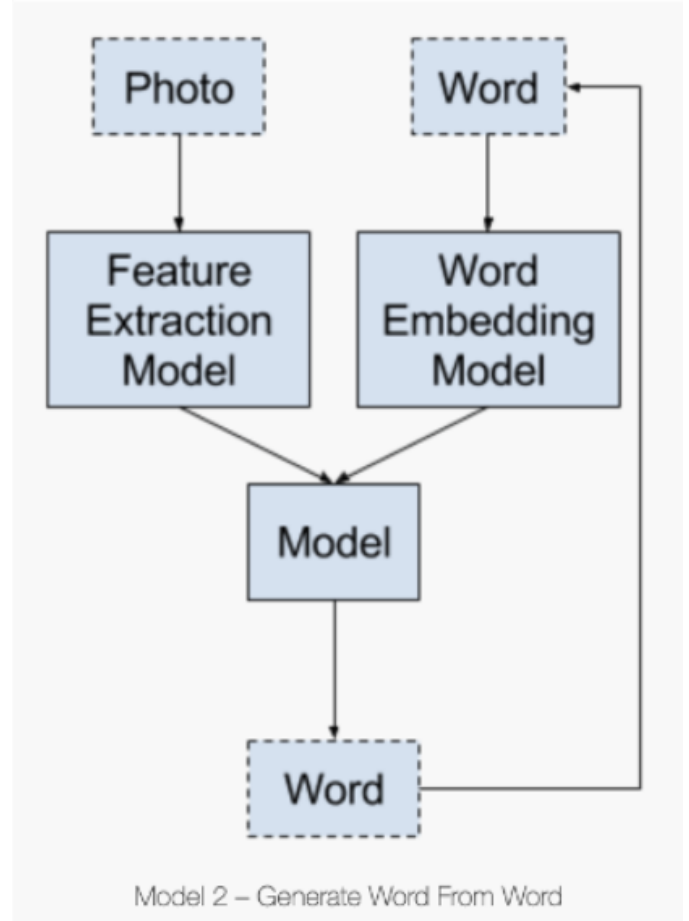 Photo
Word
Feature
Extraction
Model
Word
Embedding
Model
Model
Word
Model 2 – Generate Word From Word